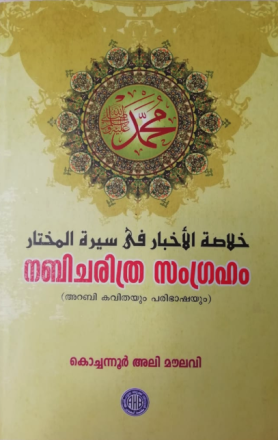 محمد
خلاصة الأخبار في سيرة المختار
നബിചരിത്ര സംഗ്രഹം
(അറബി കവിതയും പരിഭാഷയും)
കൊച്ചന്നൂർ അലി മൗലവി